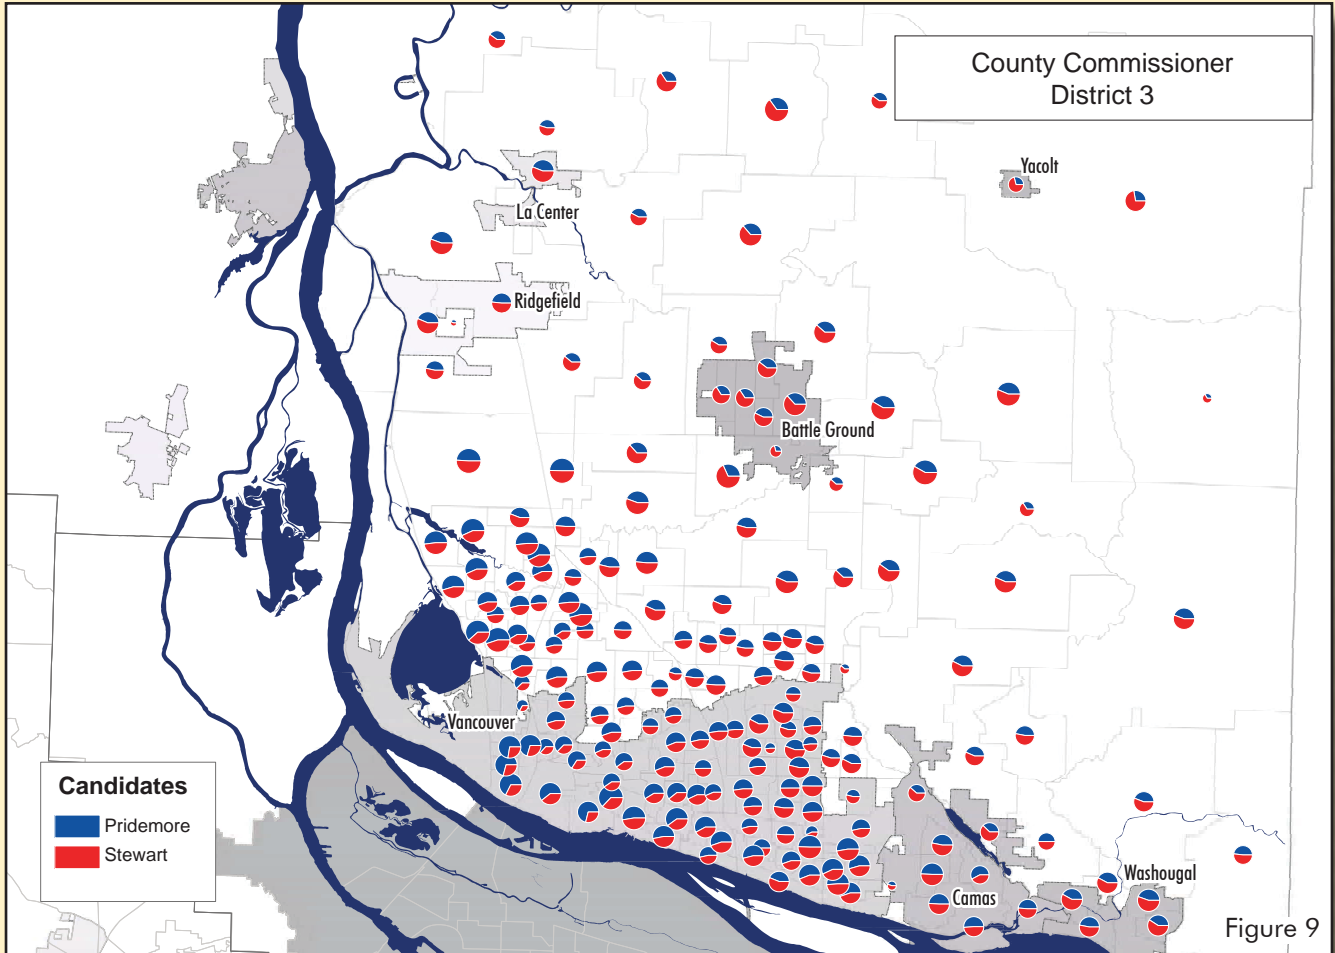 County Commissioner
District 3
Yacolt
La Center
Ridgefield
Battle Ground
Vancouver
Candidates
Pridemore
Stewart
Washougal
Camas
Figure 9